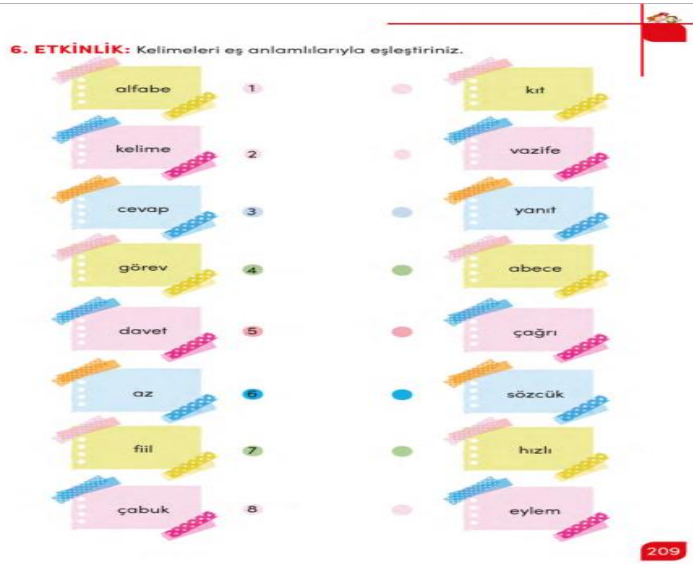 6. ETKİNLİK: Kelimeleri eş anlamlılarıyla eşleştiriniz.
alfabe 1 kıt
kelime 2 vazife
cevap 3 yanıt
görev 4 abece
davet 5 çağrı
az 6 sözcük
fiil 7 hızlı
çabuk 8 eylem
209